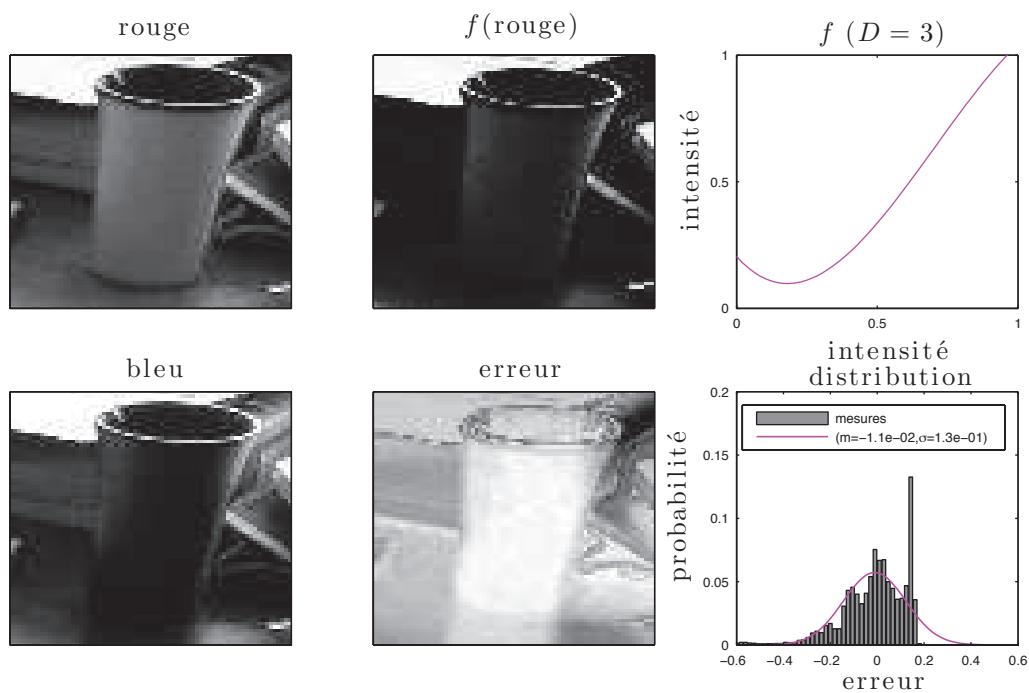 rouge
f(rouge)
f (D = 3)
1
0.5
0
intensité
0
0.5
1
intensité
bleu
erreur
distribution
0.2
0.15
0.1
0.05
0
probabilité
mesures
(m=−1.1e−02,σ=1.3e−01)
−0.6
−0.4
−0.2
0
0.2
0.4
0.6
erreur